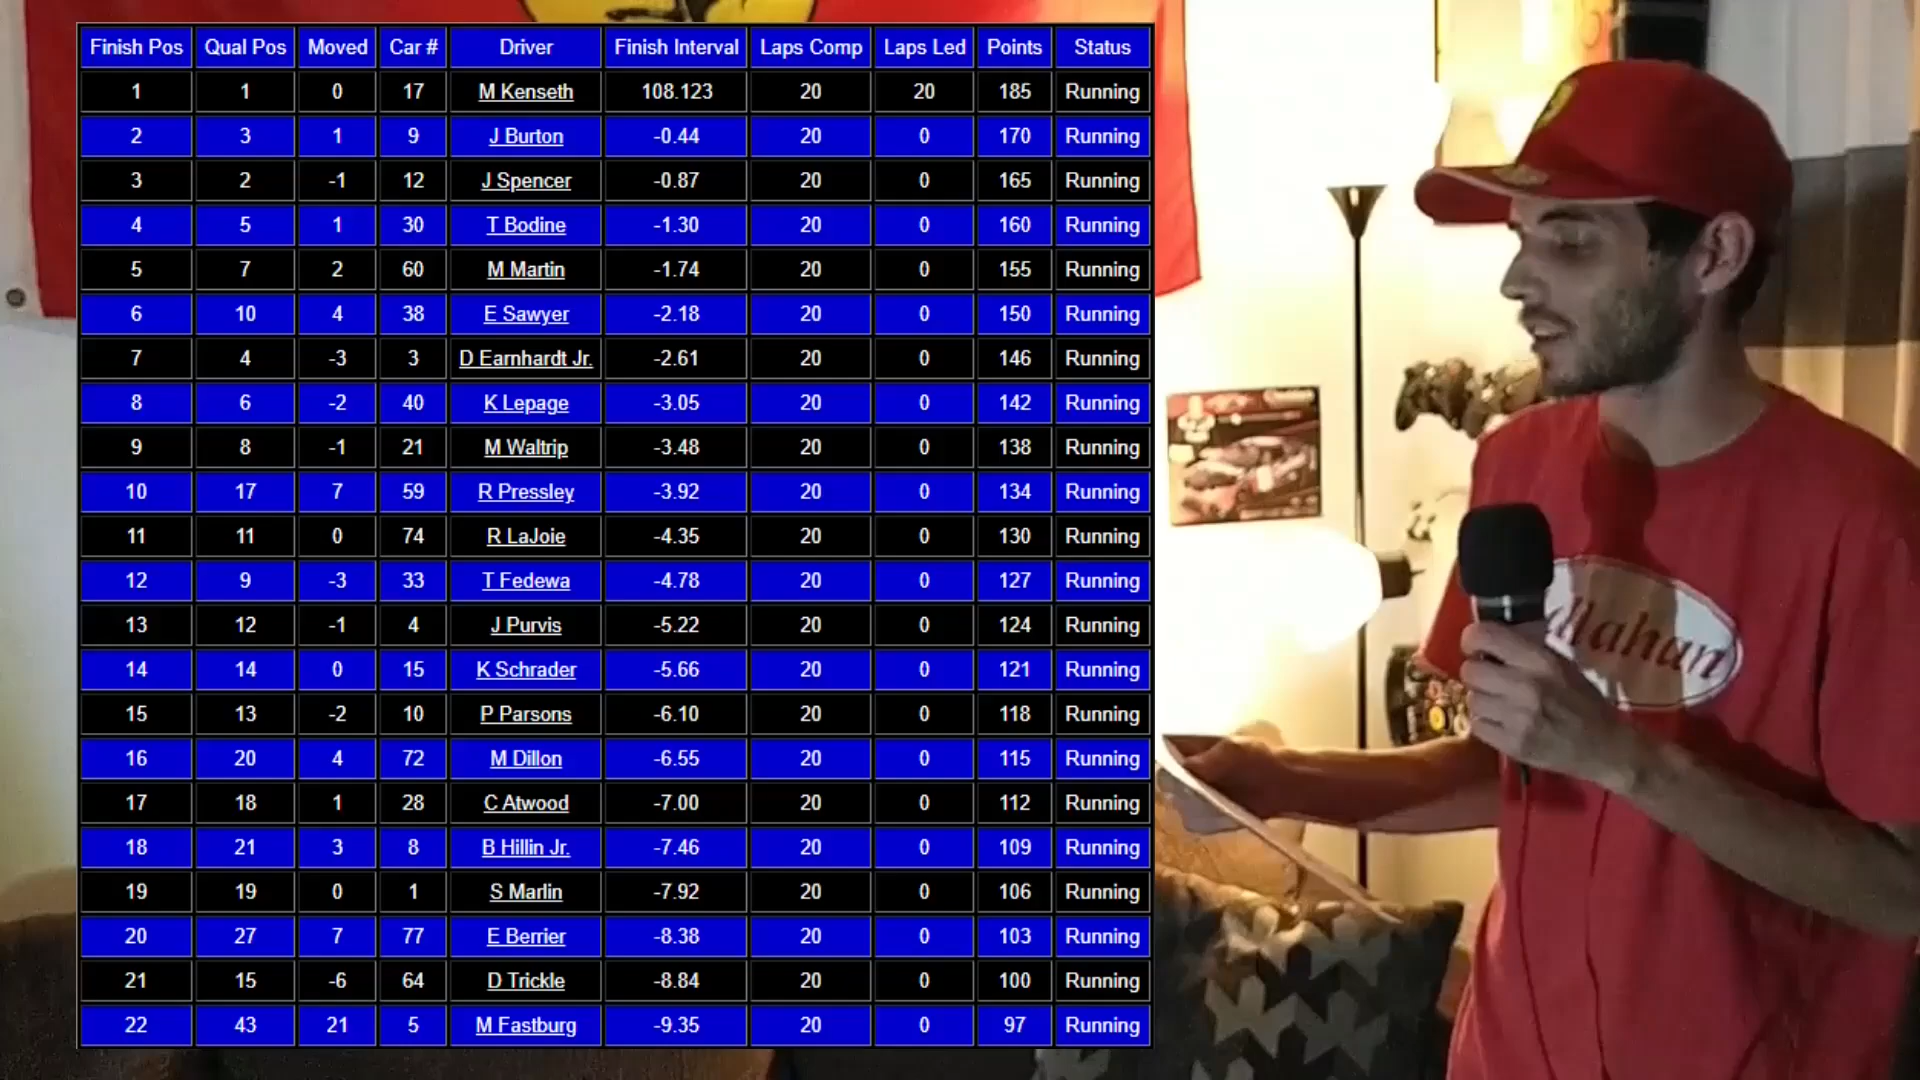 Finish Pos Qual Pos Moved Car # Driver Finish Interval Laps Comp Laps Led Points Status
1 1 0 17 M Kenseth 108.123 20 20 185 Running
2 3 1 9 J Burton -0.44 20 0 170 Running
3 2 -1 12 J Spencer -0.87 20 0 165 Running
4 5 1 30 T Bodine -1.30 20 0 160 Running
5 7 2 60 M Martin -1.74 20 0 155 Running
6 10 4 38 E Sawyer -2.18 20 0 150 Running
7 4 -3 3 D Earnhardt Jr. -2.61 20 0 146 Running
8 6 -2 40 K Lepage -3.05 20 0 142 Running
9 8 -1 21 M Waltrip -3.48 20 0 138 Running
10 17 7 59 R Pressley -3.92 20 0 134 Running
11 11 0 74 R LaJoie -4.35 20 0 130 Running
12 9 -3 33 T Fedewa -4.78 20 0 127 Running
13 12 -1 4 J Purvis -5.22 20 0 124 Running
14 14 0 15 K Schrader -5.66 20 0 121 Running
15 13 -2 10 P Parsons -6.10 20 0 118 Running
16 20 4 72 M Dillon -6.55 20 0 115 Running
17 18 1 28 C Atwood -7.00 20 0 112 Running
18 21 3 8 B Hillin Jr. -7.46 20 0 109 Running
19 19 0 1 S Marlin -7.92 20 0 106 Running
20 27 7 77 E Berrier -8.38 20 0 103 Running
21 15 -6 64 D Trickle -8.84 20 0 100 Running
22 43 21 5 M Fastburg -9.35 20 0 97 Running
llahan